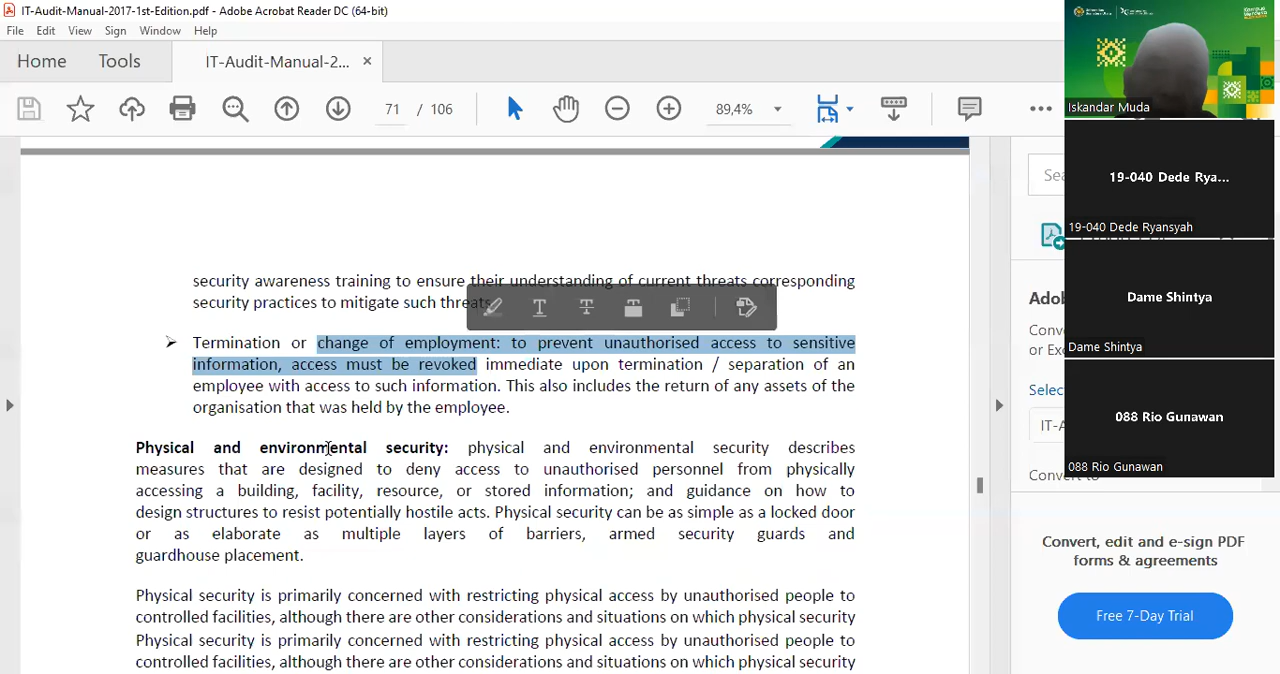 IT-Audit-Manual-2017-1st-Edition.pdf - Adobe Acrobat Reader DC (64-bit)
File Edit View Sign Window Help
Home Tools IT-Audit-Manual-2... ×
71 / 106 89,4%
security awareness training to ensure their understanding of current threats corresponding
security practices to mitigate such threats
Termination or change of employment: to prevent unauthorised access to sensitive
information, access must be revoked immediate upon termination / separation of an
employee with access to such information. This also includes the return of any assets of the
organisation that was held by the employee.
Physical and environmental security: physical and environmental security describes
measures that are designed to deny access to unauthorised personnel from physically
accessing a building, facility, resource, or stored information; and guidance on how to
design structures to resist potentially hostile acts. Physical security can be as simple as a locked door
or as elaborate as multiple layers of barriers, armed security guards and
guardhouse placement.
Physical security is primarily concerned with restricting physical access by unauthorised people to
controlled facilities, although there are other considerations and situations on which physical security
Physical security is primarily concerned with restricting physical access by unauthorised people to
controlled facilities, although there are other considerations and situations on which physical security
Sea
Adob
Conve
or Exc
Selec
IT-A
Convert to
Convert, edit and e-sign PDF
forms & agreements
Free 7-Day Trial
Iskandar Muda
19-040 Dede Rya...
19-040 Dede Ryansyah
Dame Shintya
Dame Shintya
088 Rio Gunawan
088 Rio Gunawan